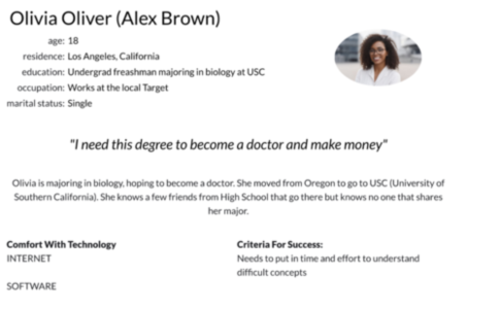 Olivia Oliver (Alex Brown)
age: 18
residence: Los Angeles, California
education: Undergrad freashman majoring in biology at USC
occupation: Works at the local Target
marital status: Single
"I need this degree to become a doctor and make money"
Olivia is majoring in biology, hoping to become a doctor. She moved from Oregon to go to USC (University of
Southern California). She knows a few friends from High School that go there but knows no one that shares
her major.
Comfort With Technology
INTERNET
SOFTWARE
Criteria For Success:
Needs to put in time and effort to understand
difficult concepts